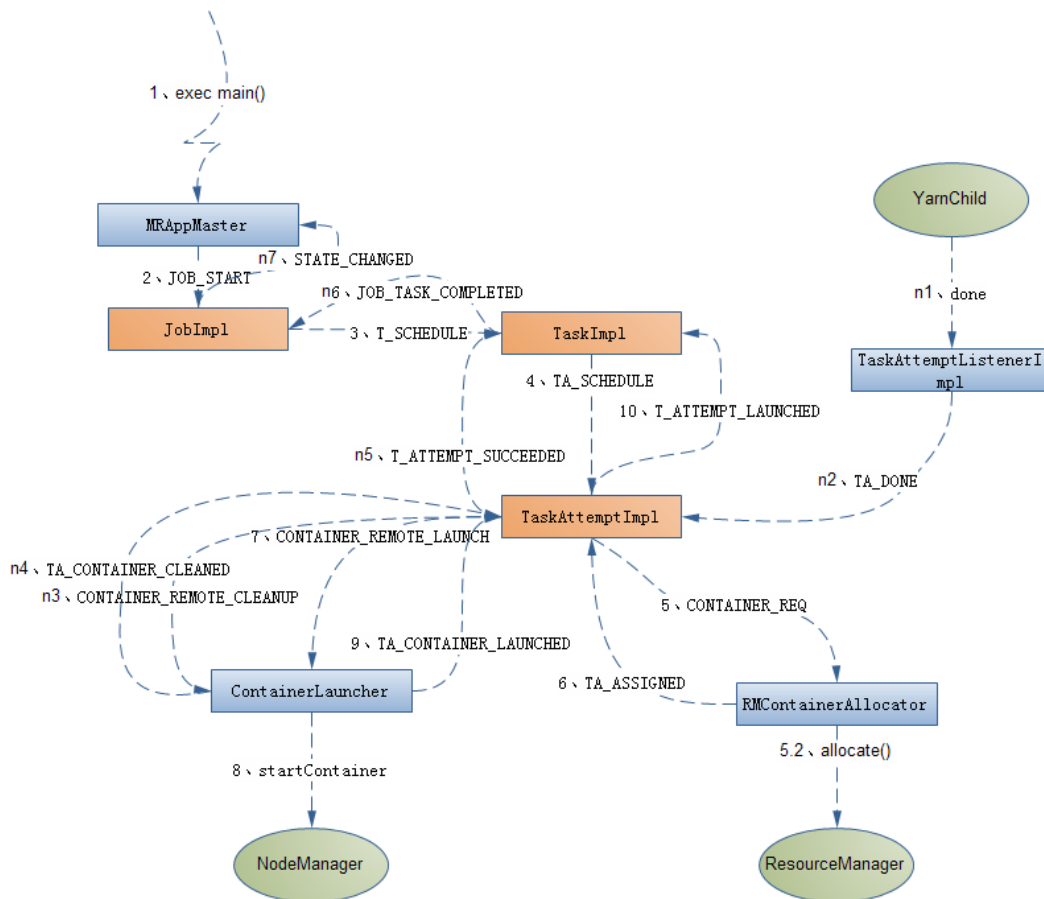 1、exec main()
YarnChild
MRAppMaster
n7、STATE_CHANGED
2、JOB_START
n6、JOB_TASK_COMPLETED
n1、done
JobImpl
3、T_SCHEDULE
TaskImpl
TaskAttemptListenerI
mpl
4、TA_SCHEDULE
10、T_ATTEMPT_LAUNCHED
n5、T_ATTEMPT_SUCCEEDED
n2、TA_DONE
TaskAttemptImpl
7、CONTAINER_REMOTE_LAUNCH
n4、TA_CONTAINER_CLEANED
n3、CONTAINER_REMOTE_CLEANUP
5、CONTAINER_REQ
9、TA_CONTAINER_LAUNCHED
6、TA_ASSIGNED
ContainerLauncher
RMContainerAllocator
5.2、allocate()
8、startContainer
NodeManager
ResourceManager